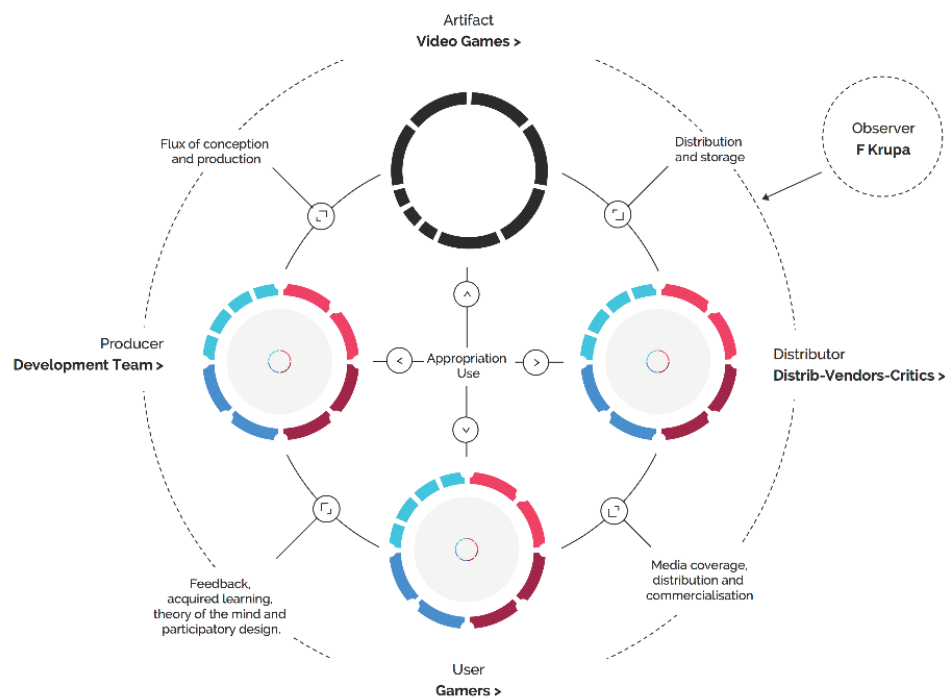 Artifact
Video Games >
Flux of conception
and production
Distribution
and storage
Observer
F Krupa
Producer
Development Team >
Appropriation
Use
Distributor
Distrib-Vendors-Critics >
Feedback,
acquired learning,
theory of the mind and
participatory design.
Media coverage,
distribution and
commercialisation
User
Gamers >